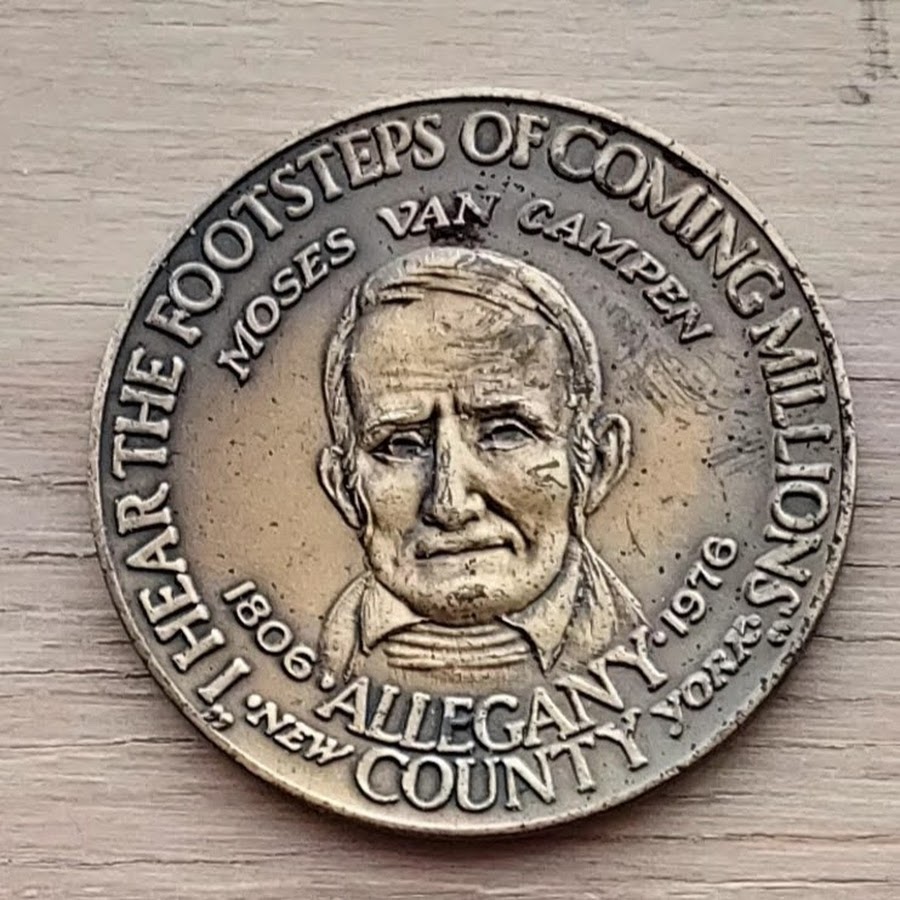 "I HEAR THE FOOTSTEPS OF COMING MILLIONS"
MOSES VAN CAMPEN
1806 · ALLEGANY · 1976
· NEW COUNTY YORK ·